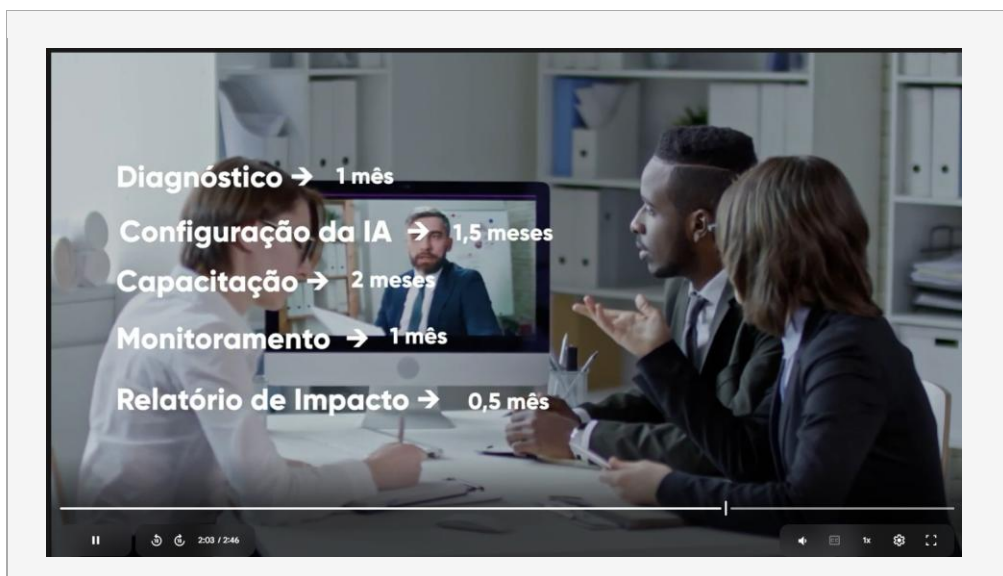 Diagnóstico → 1 mês
Configuração da IA → 1,5 meses
Capacitação → 2 meses
Monitoramento → 1 mês
Relatório de Impacto → 0,5 mês
2:03 / 2:46
1x